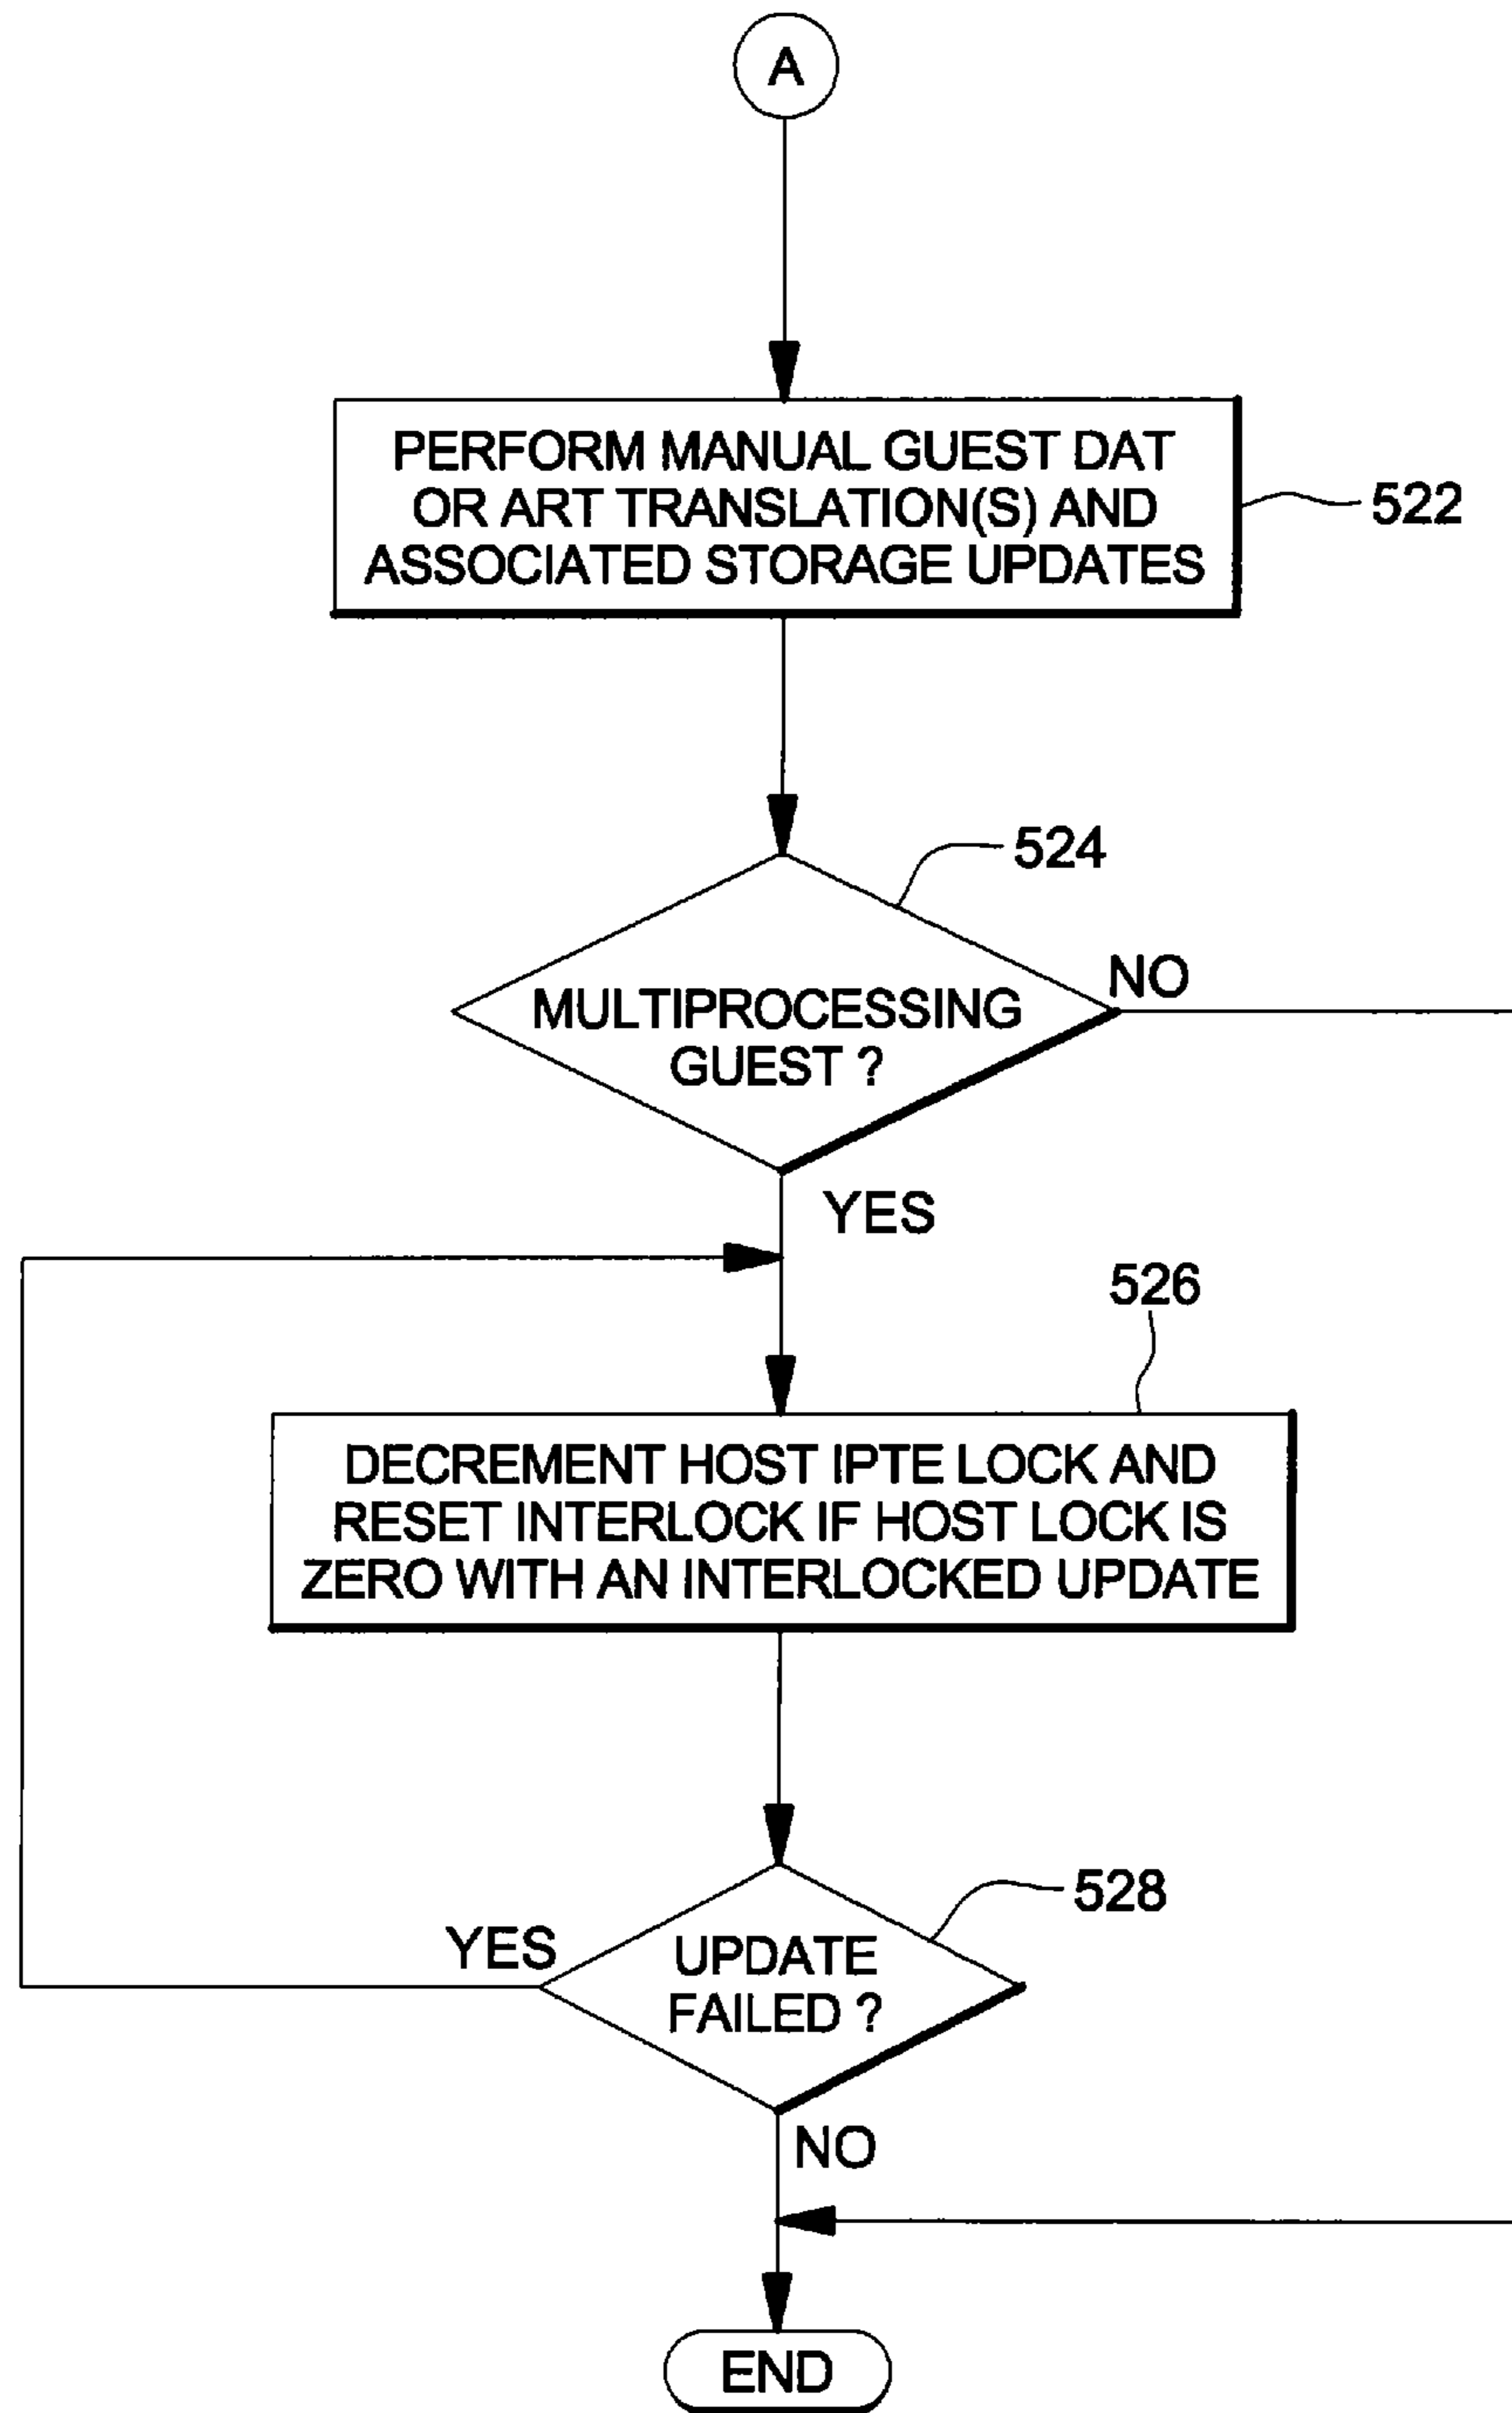 A
PERFORM MANUAL GUEST DAT
OR ART TRANSLATION(S) AND
ASSOCIATED STORAGE UPDATES
522
524
MULTIPROCESSING
GUEST ?
NO
YES
526
DECREMENT HOST IPTE LOCK AND
RESET INTERLOCK IF HOST LOCK IS
ZERO WITH AN INTERLOCKED UPDATE
528
YES
UPDATE
FAILED ?
NO
END